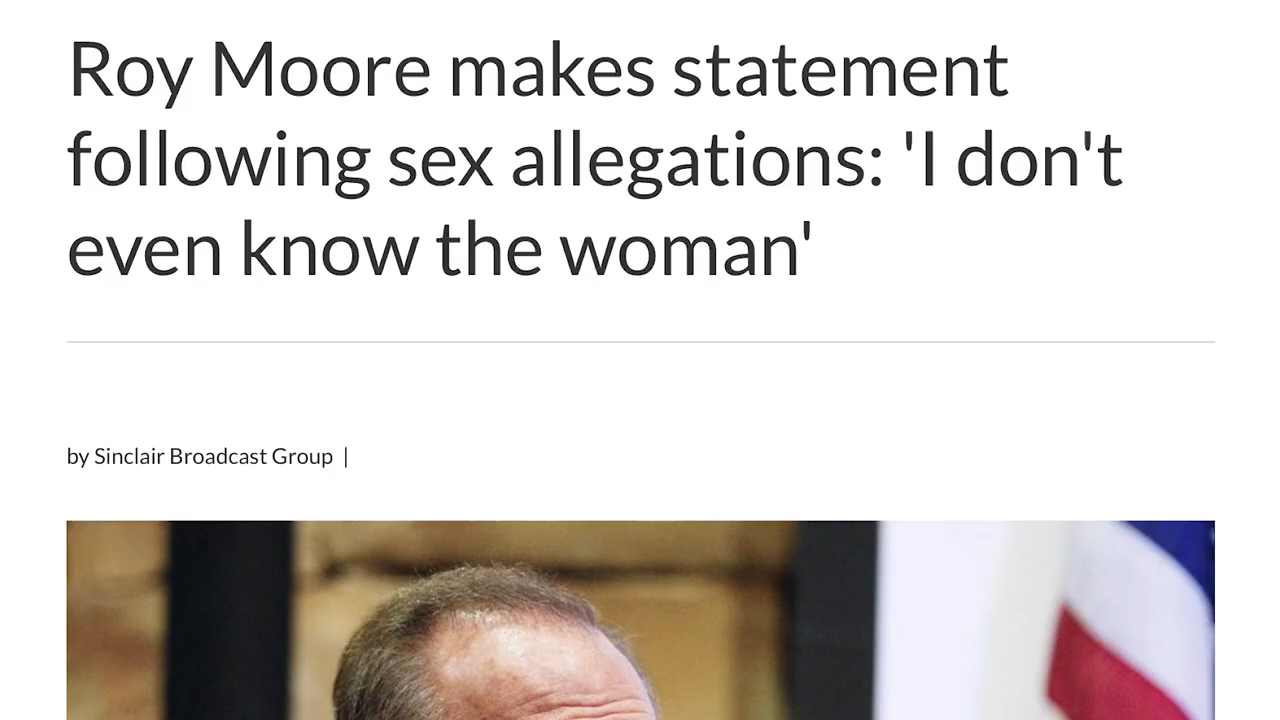 Roy Moore makes statement
following sex allegations: 'I don't
even know the woman'
by Sinclair Broadcast Group |